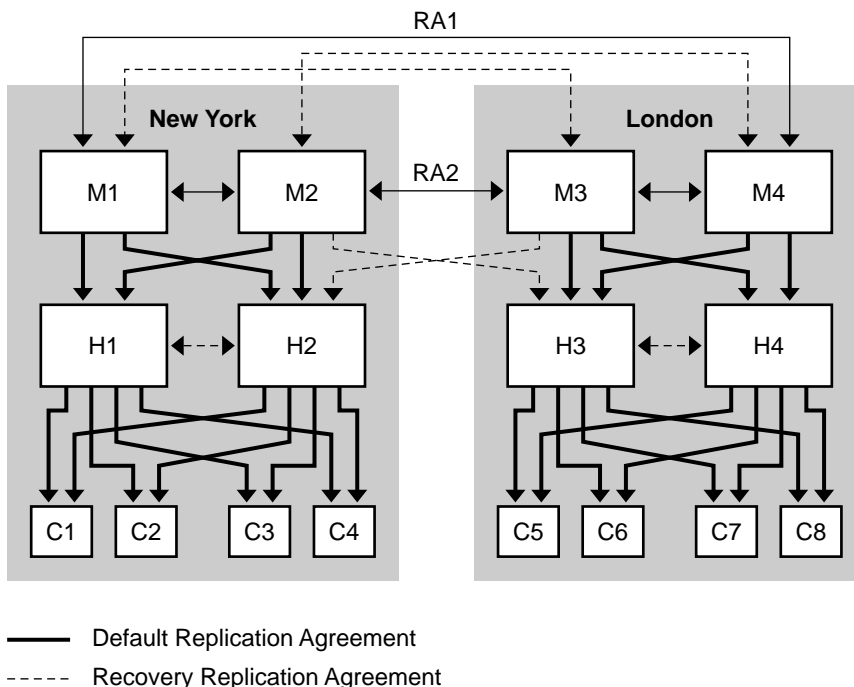 RA1
New York
London
M1
M2
RA2
M3
M4
H1
H2
H3
H4
C1
C2
C3
C4
C5
C6
C7
C8
Default Replication Agreement
Recovery Replication Agreement